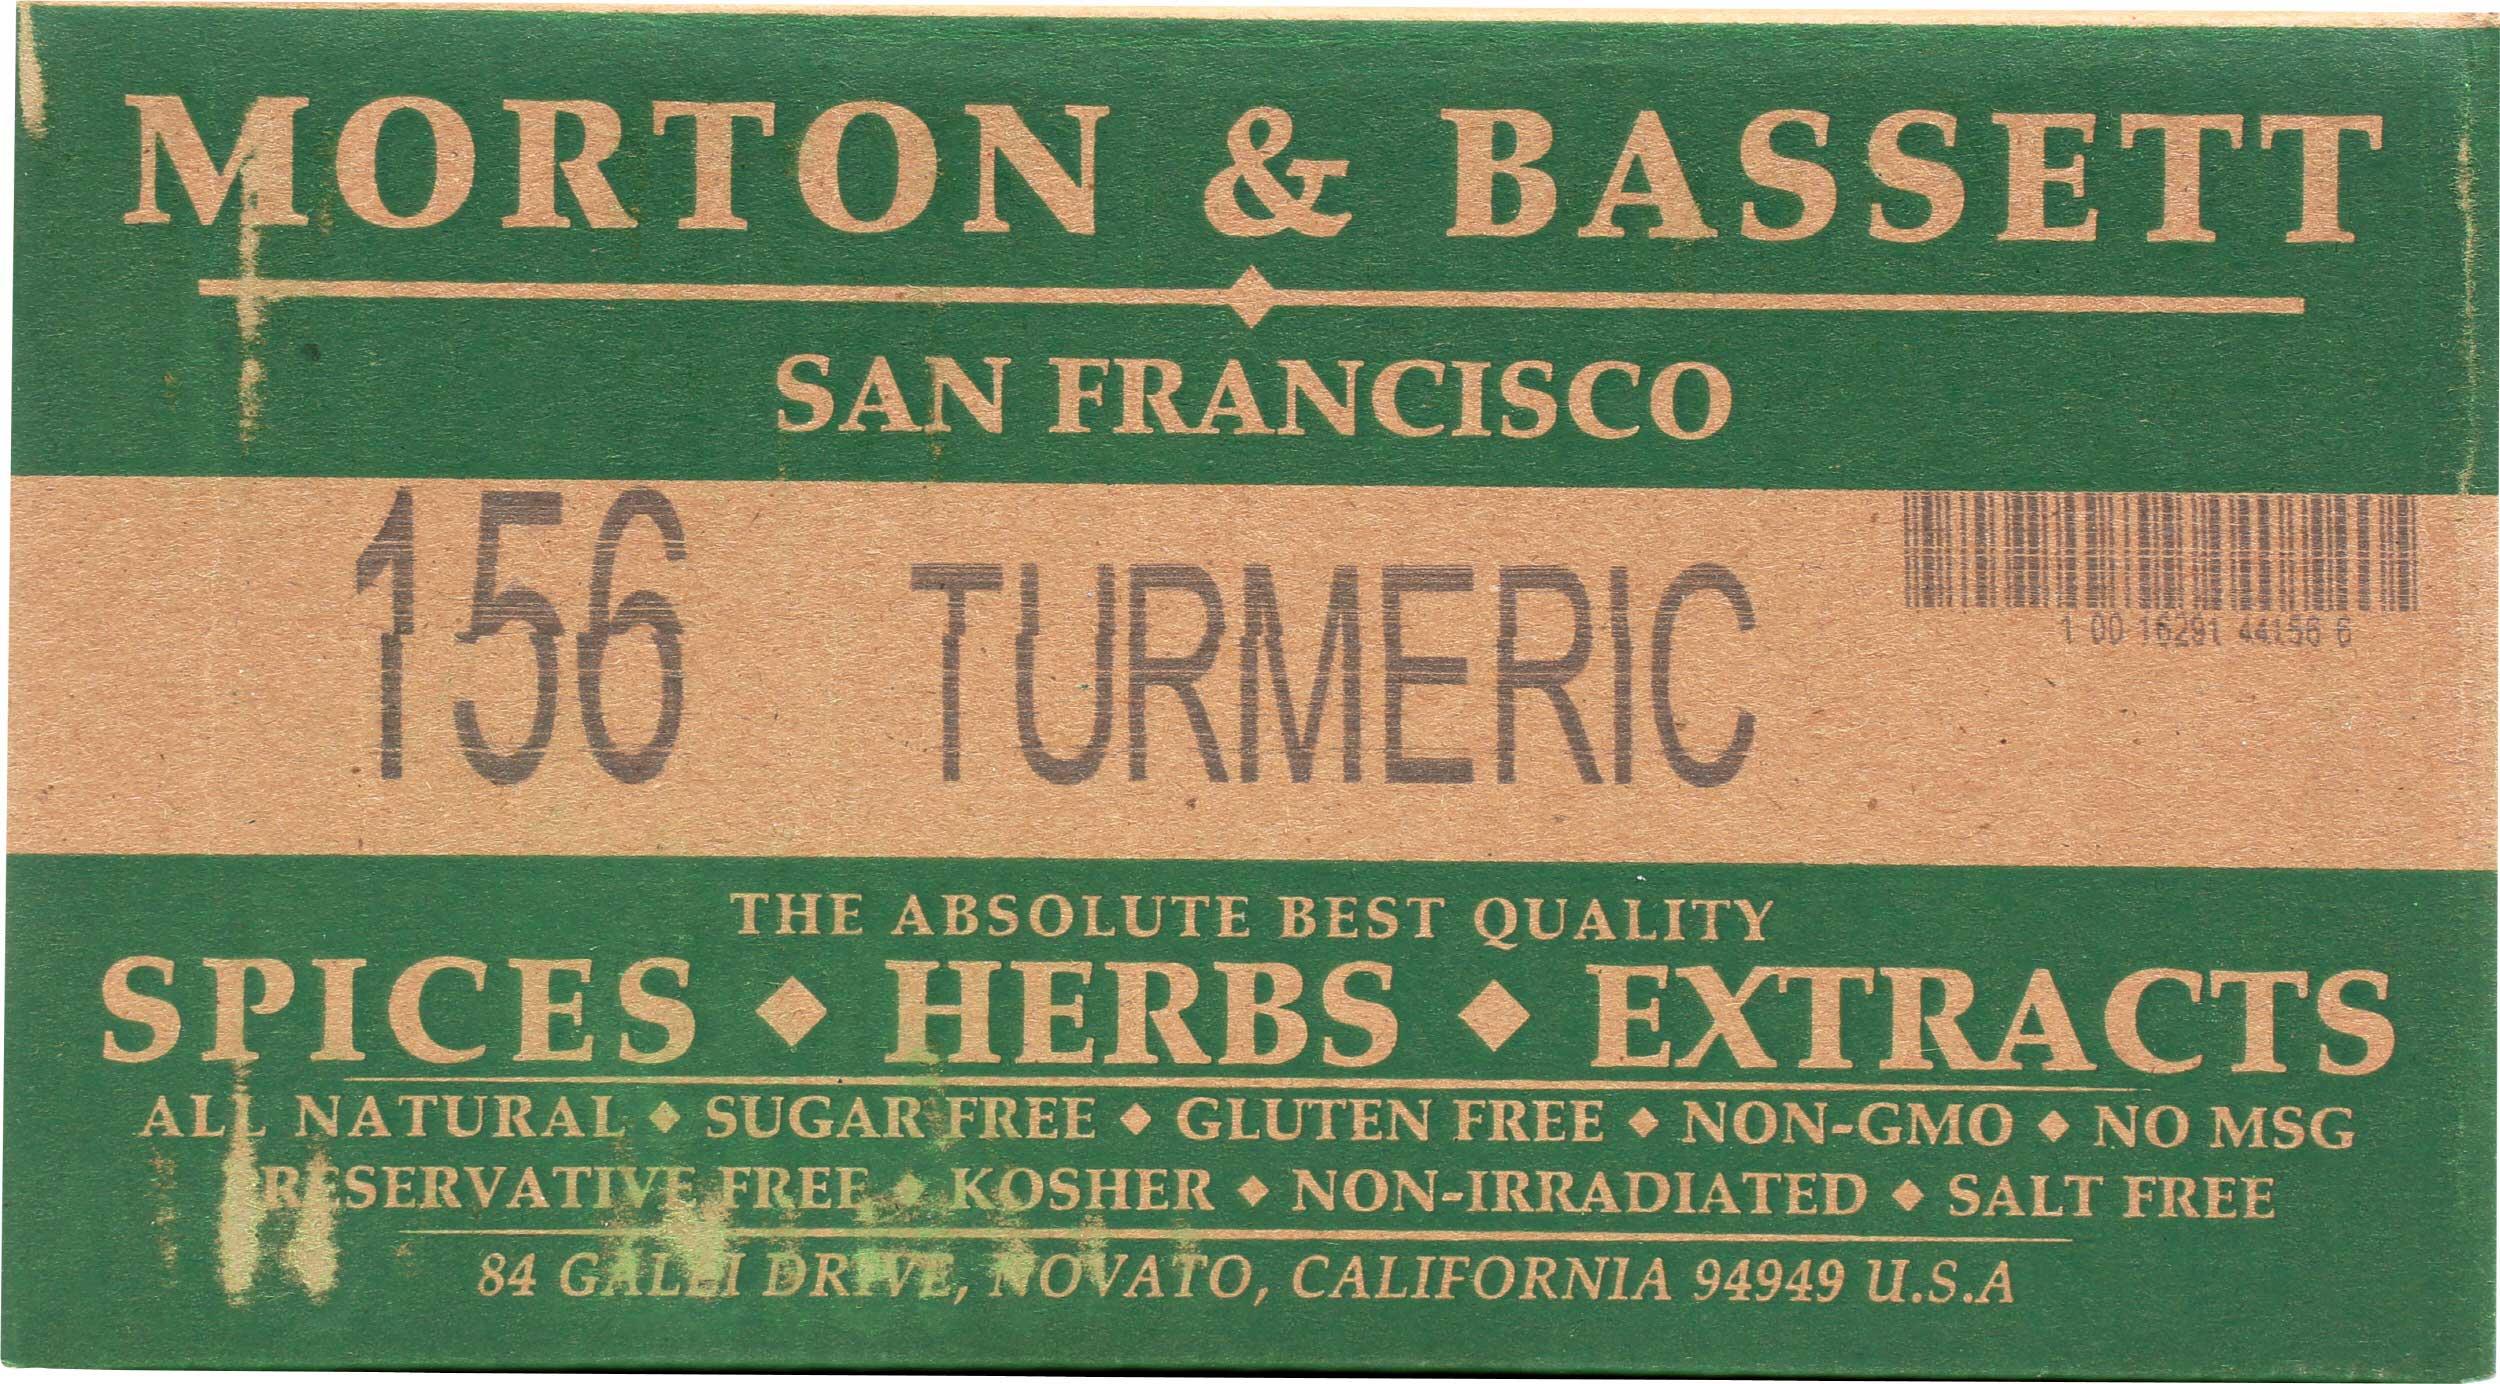 MORTON & BASSETT
SAN FRANCISCO
156 TURMERIC
1 00 16291 44156 6
THE ABSOLUTE BEST QUALITY
SPICES ◆ HERBS ◆ EXTRACTS
ALL NATURAL ◆ SUGAR FREE ◆ GLUTEN FREE ◆ NON-GMO ◆ NO MSG
PRESERVATIVE FREE ◆ KOSHER ◆ NON-IRRADIATED ◆ SALT FREE
84 GALLI DRIVE, NOVATO, CALIFORNIA 94949 U.S.A